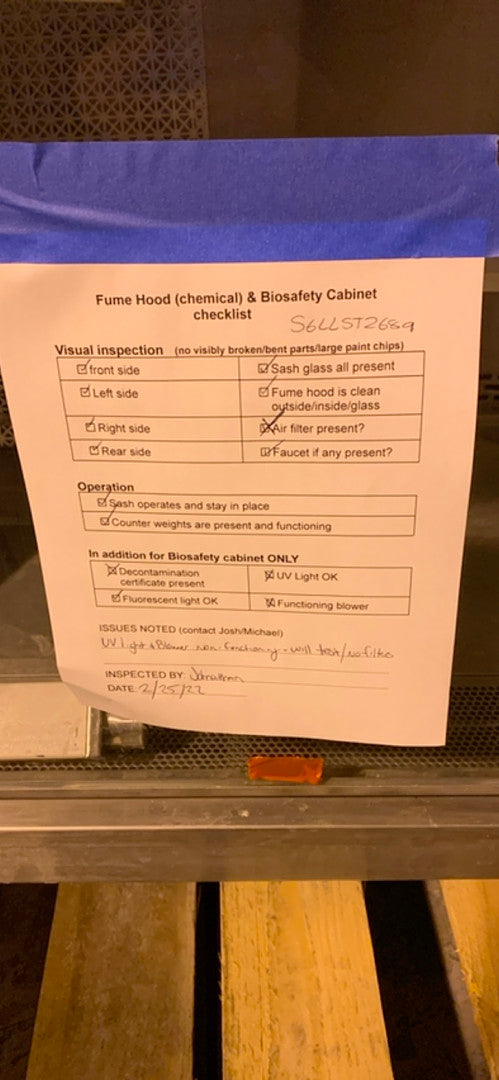 Fume Hood (chemical) & Biosafety Cabinet
checklist
S6LLST268a
Visual inspection (no visibly broken/bent parts/large paint chips)
front side
Sash glass all present
Left side
Fume hood is clean
outside/inside/glass
Right side
Air filter present?
Rear side
Faucet if any present?
Operation
Sash operates and stay in place
Counter weights are present and functioning
In addition for Biosafety cabinet ONLY
Decontamination
certificate present
UV Light OK
Fluorescent light OK
Functioning blower
ISSUES NOTED (contact Josh/Michael)
UV light + Blower non-functioning - will test/no filter
INSPECTED BY:
DATE: 2/25/22